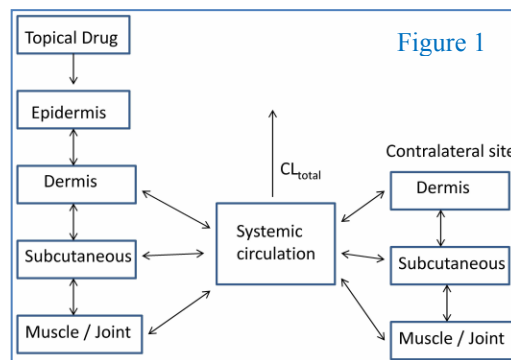 Topical Drug
Figure 1
Epidermis
CLtotal
Contralateral site
Dermis
Dermis
Systemic
circulation
Subcutaneous
Subcutaneous
Muscle / Joint
Muscle / Joint